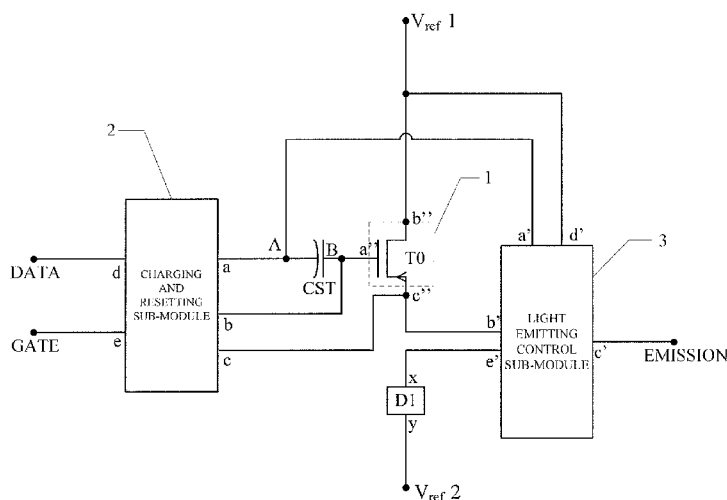 V_ref 1
2
1
b''
a'
d'
3
A
B
a''
T0
DATA
d
a
CHARGING
AND
RESETTING
SUB-MODULE
CST
c''
b
LIGHT
EMITTING
CONTROL
SUB-MODULE
b'
GATE
e
c
e'
c'
EMISSION
x
D1
y
V_ref 2